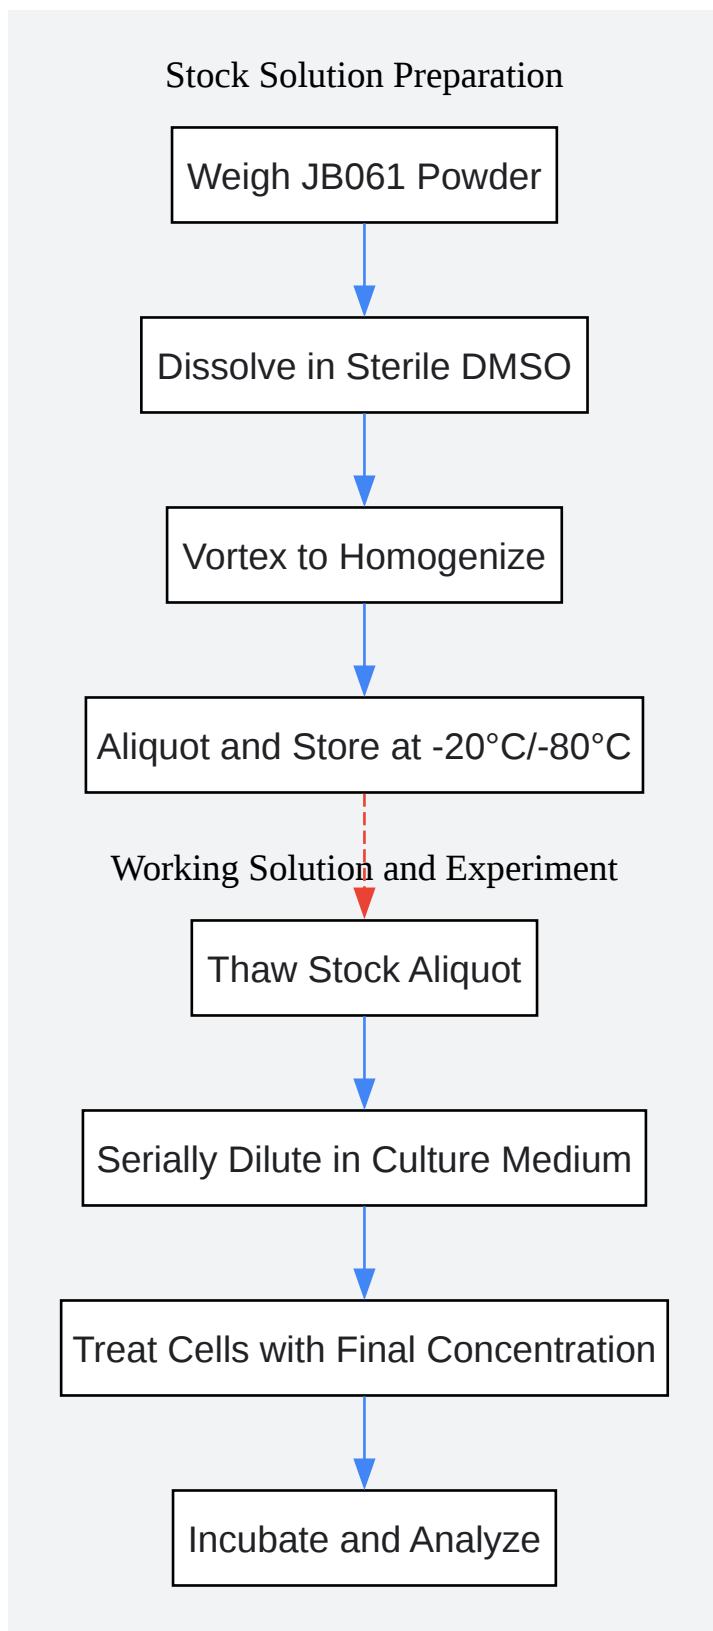 Stock Solution Preparation
Weigh JB061 Powder
Dissolve in Sterile DMSO
Vortex to Homogenize
Aliquot and Store at -20°C/-80°C
Working Solution and Experiment
Thaw Stock Aliquot
Serially Dilute in Culture Medium
Treat Cells with Final Concentration
Incubate and Analyze